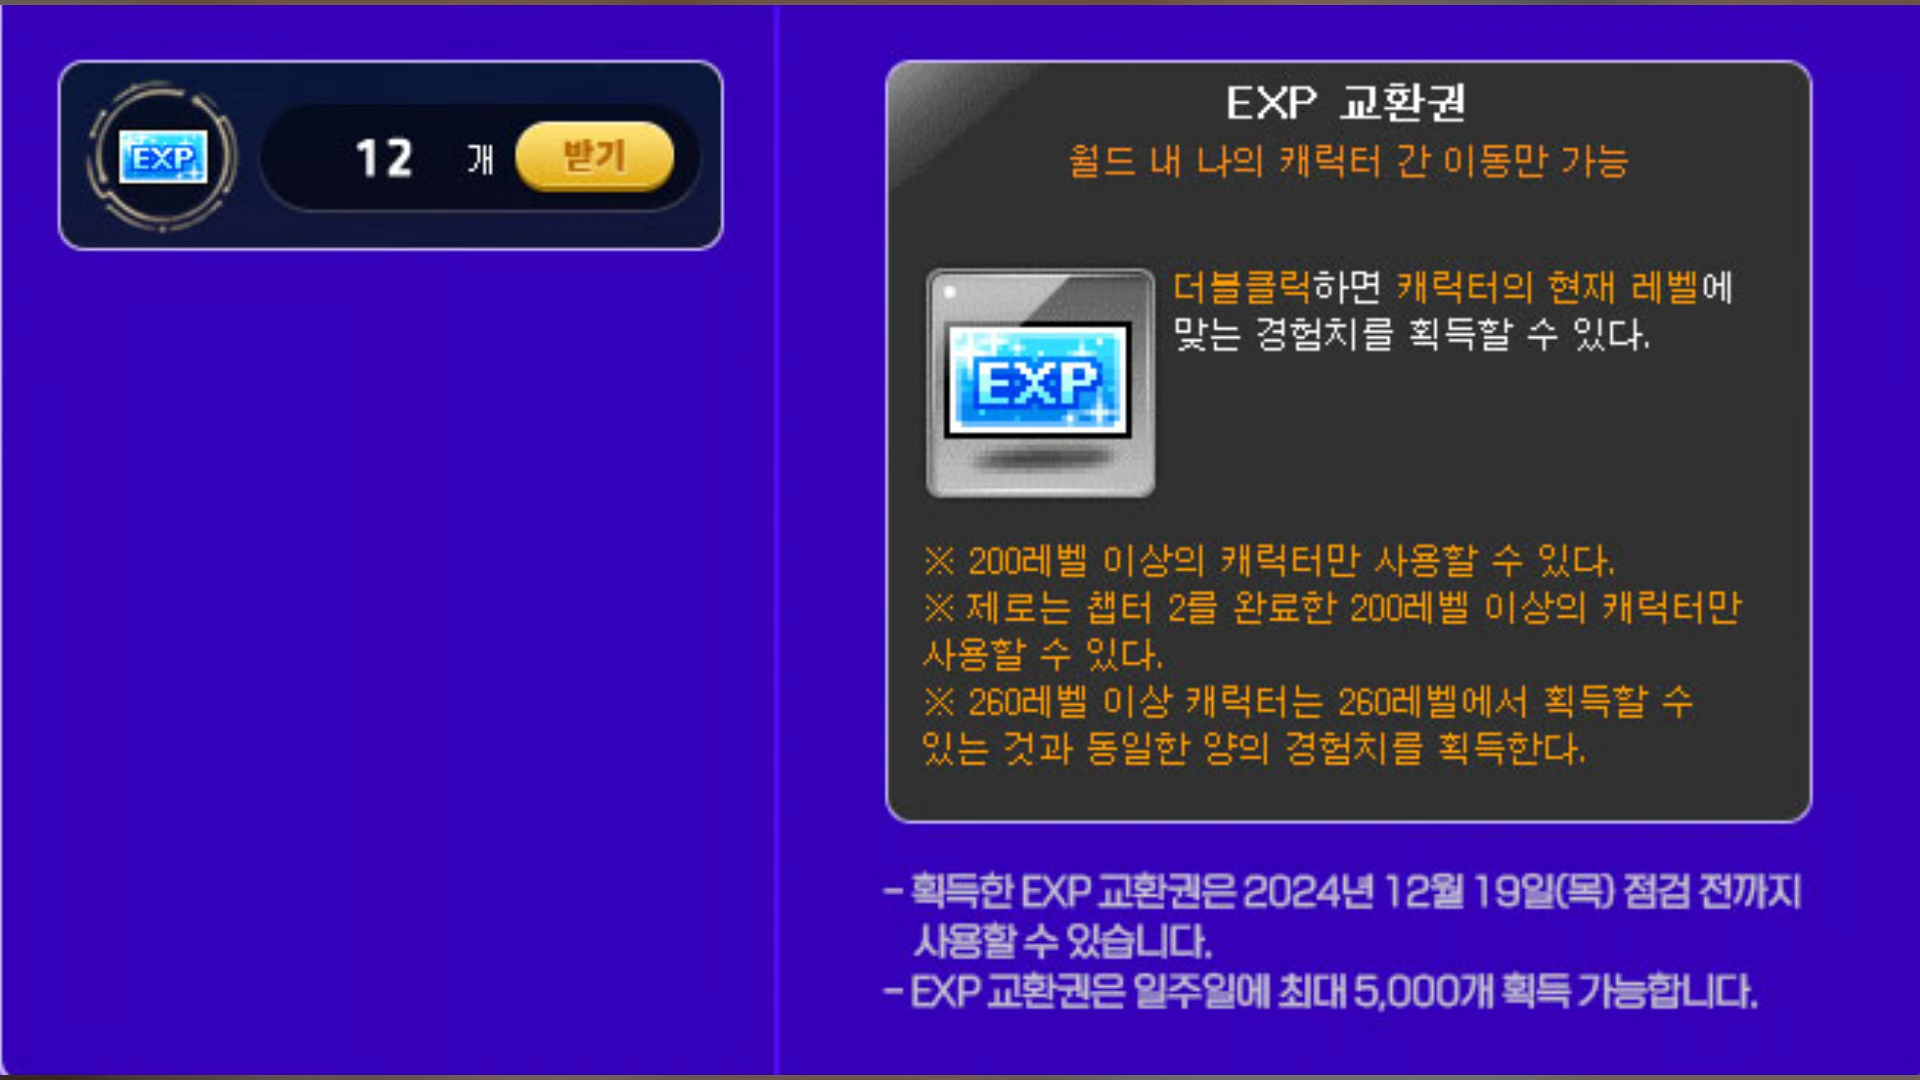 EXP
12 개 받기
EXP 교환권
월드 내 나의 캐릭터 간 이동만 가능
더블클릭하면 캐릭터의 현재 레벨에
맞는 경험치를 획득할 수 있다.
EXP
※ 200레벨 이상의 캐릭터만 사용할 수 있다.
※ 제로는 챕터 2를 완료한 200레벨 이상의 캐릭터만
사용할 수 있다.
※ 260레벨 이상 캐릭터는 260레벨에서 획득할 수
있는 것과 동일한 양의 경험치를 획득한다.
- 획득한 EXP 교환권은 2024년 12월 19일(목) 점검 전까지
사용할 수 있습니다.
- EXP 교환권은 일주일에 최대 5,000개 획득 가능합니다.